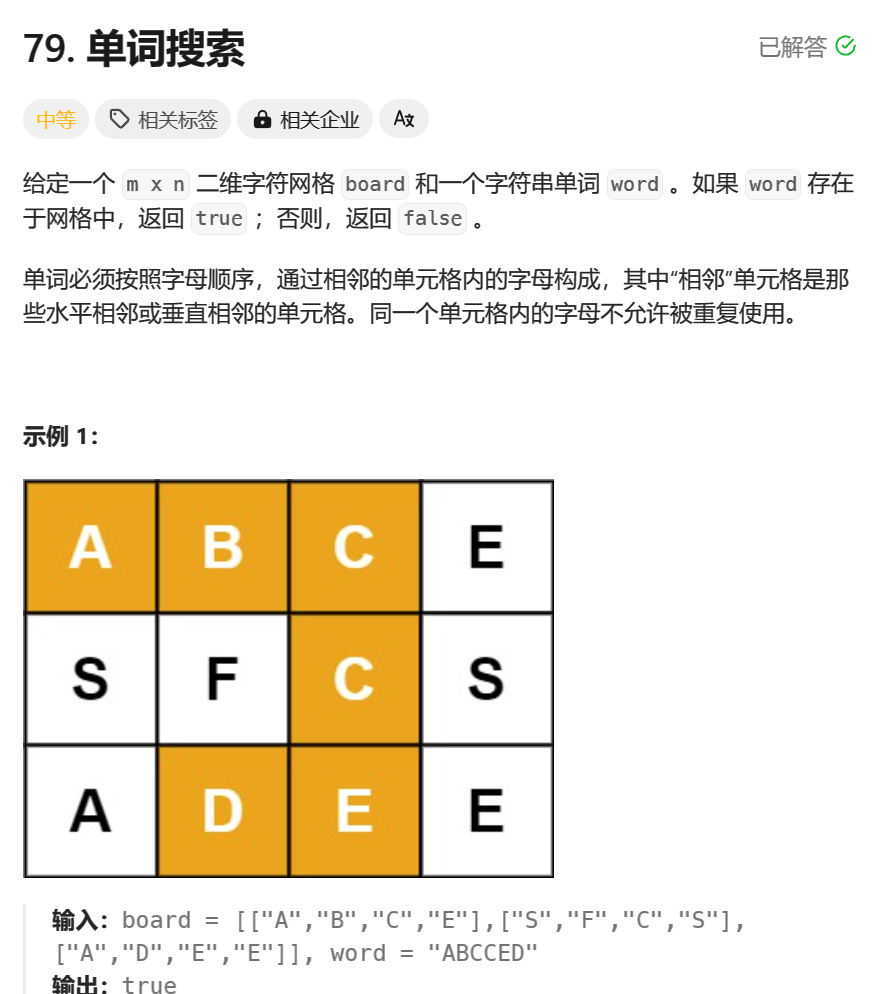 79. 单词搜索
已解答
中等
相关标签
相关企业
给定一个 m x n 二维字符网格 board 和一个字符串单词 word 。如果 word 存在
于网格中，返回 true ；否则，返回 false 。
单词必须按照字母顺序，通过相邻的单元格内的字母构成，其中“相邻”单元格是那
些水平相邻或垂直相邻的单元格。同一个单元格内的字母不允许被重复使用。
示例 1：
A B C E
S F C S
A D E E
输入：board = [["A","B","C","E"],["S","F","C","S"],
["A","D","E","E"]], word = "ABCCED"
输出：true